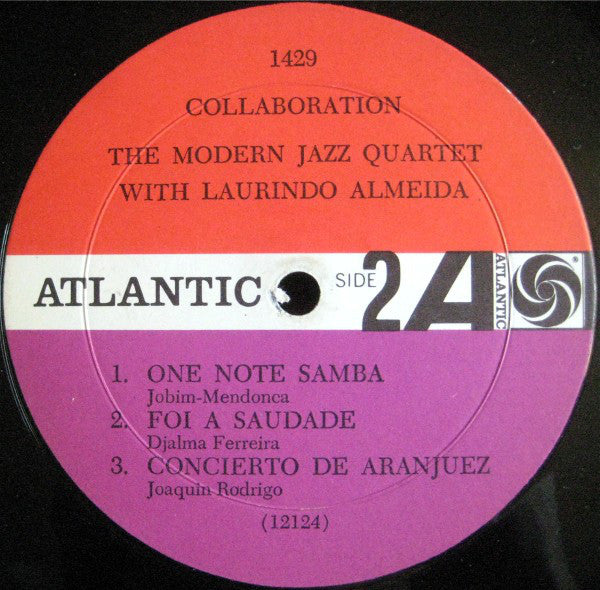 1429
COLLABORATION
THE MODERN JAZZ QUARTET
WITH LAURINDO ALMEIDA
ATLANTIC
SIDE 2
A
ATLANTIC
®
1. ONE NOTE SAMBA
Jobim-Mendonca
2. FOI A SAUDADE
Djalma Ferreira
3. CONCIERTO DE ARANJUEZ
Joaquin Rodrigo
(12124)